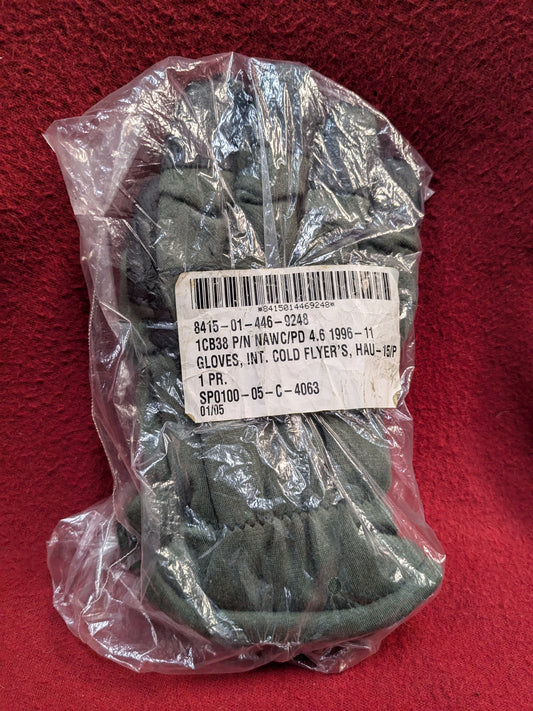 *8415014469248*
8415-01-446-9248
1CB38 P/N NAWC/PD 4.6 1996-11
GLOVES, INT. COLD FLYER'S, HAU-15/P
1 PR.
SP0100-05-C-4063
01/05